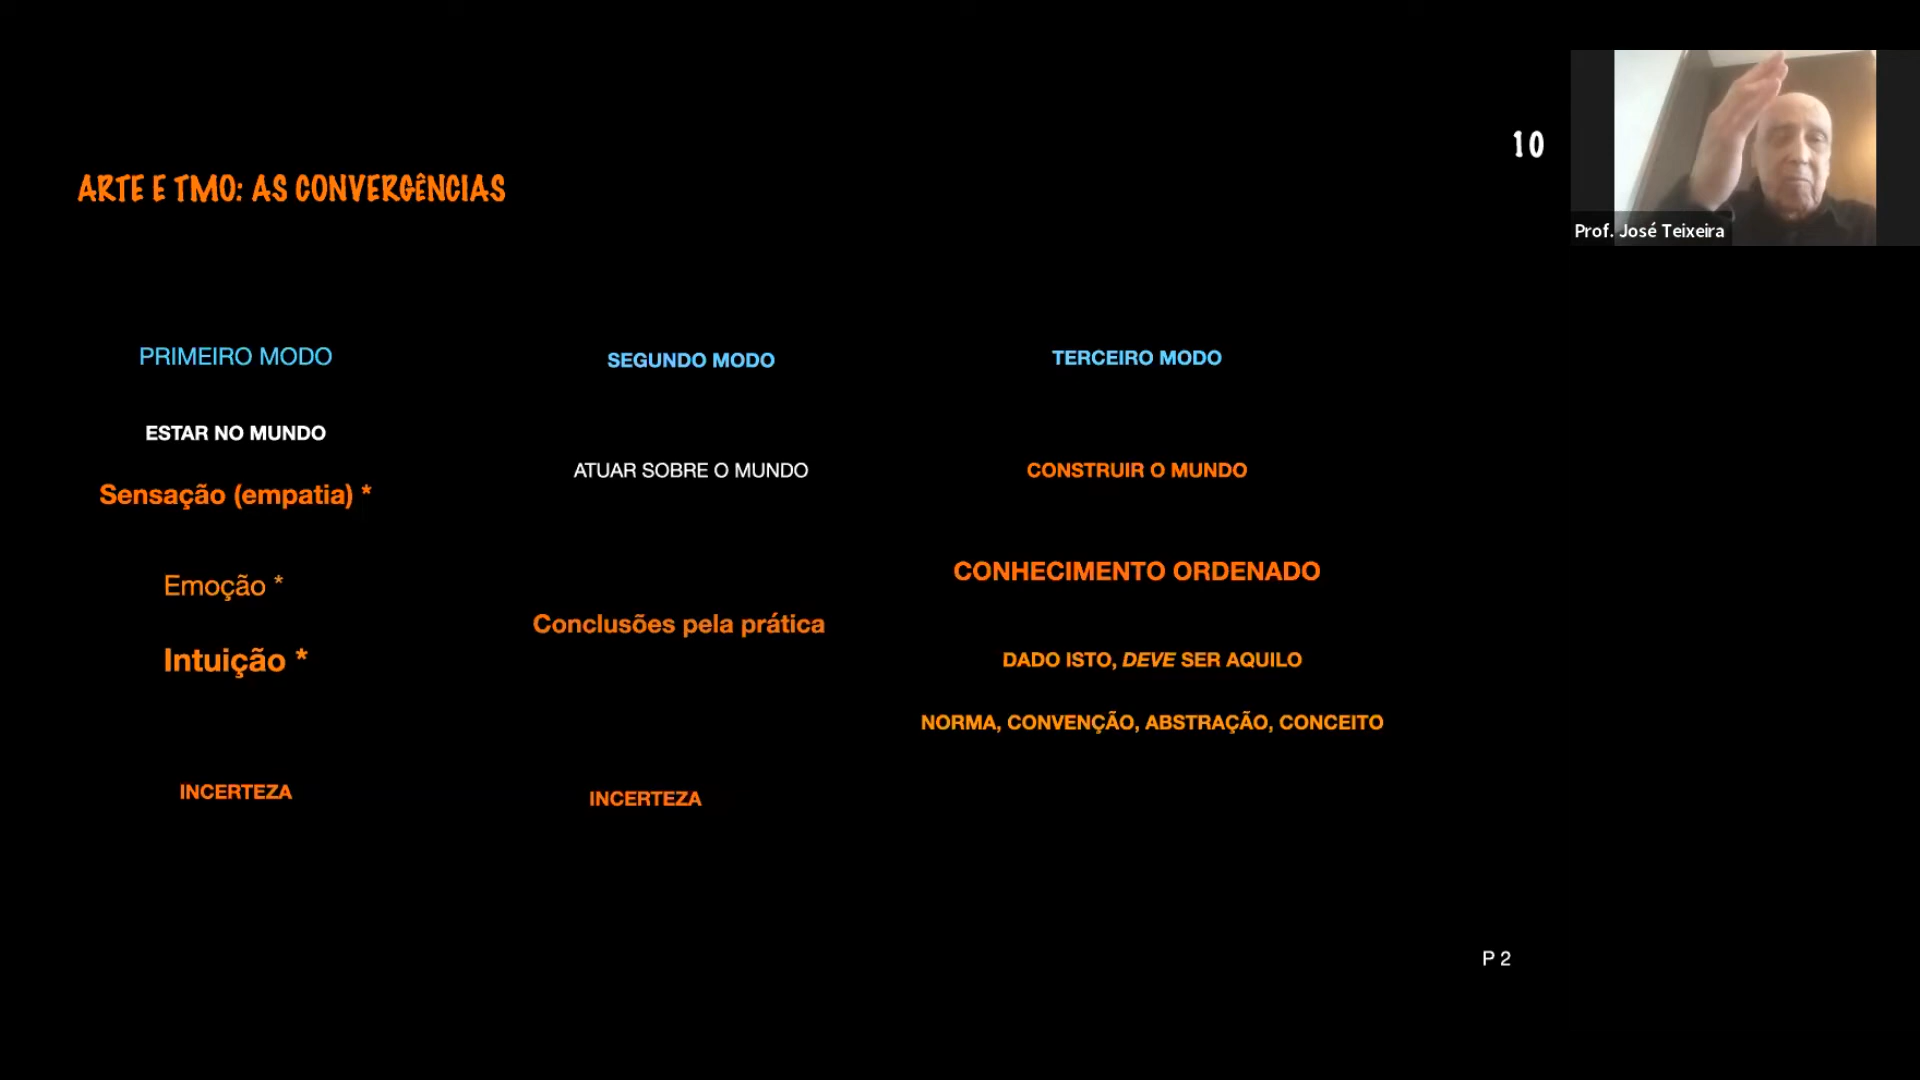 10
ARTE E TMO: AS CONVERGÊNCIAS
Prof. José Teixeira
PRIMEIRO MODO
ESTAR NO MUNDO
Sensação (empatia) *
Emoção *
Intuição *
INCERTEZA
SEGUNDO MODO
ATUAR SOBRE O MUNDO
Conclusões pela prática
INCERTEZA
TERCEIRO MODO
CONSTRUIR O MUNDO
CONHECIMENTO ORDENADO
DADO ISTO, DEVE SER AQUILO
NORMA, CONVENÇÃO, ABSTRAÇÃO, CONCEITO
P 2